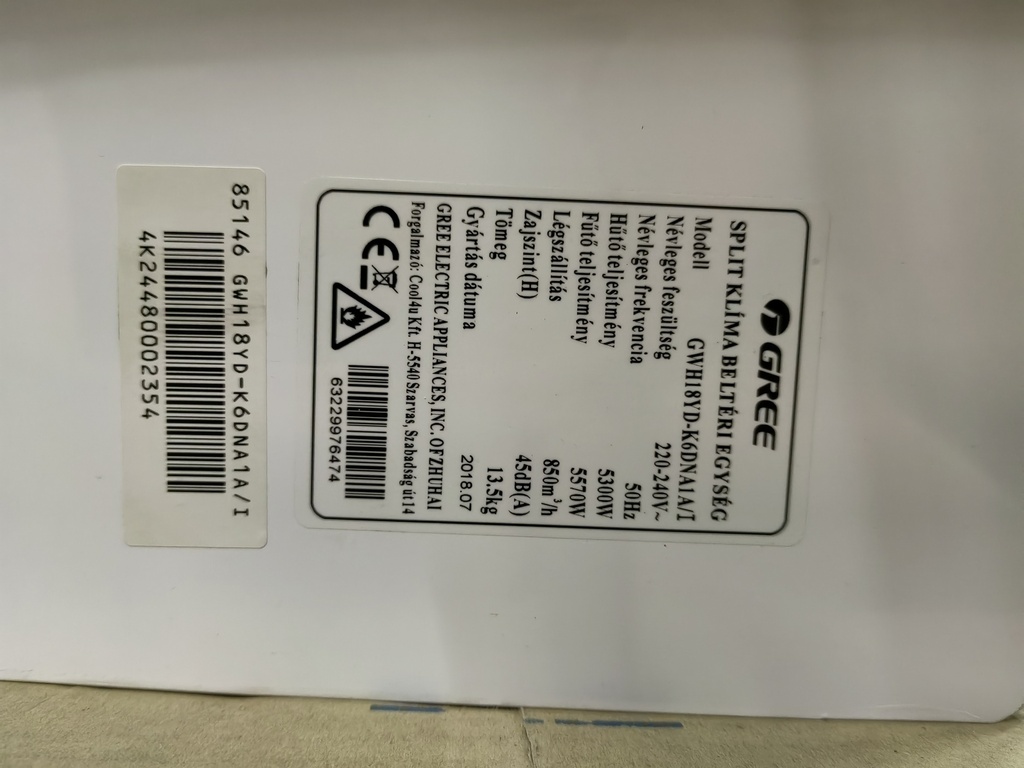 GREE
SPLIT KLÍMA BELTÉRI EGYSÉG
Modell GWH18YD-K6DNA1A/I
Névleges feszültség 220-240V~
Névleges frekvencia 50Hz
Hűtő teljesítmény 5300W
Fűtő teljesítmény 5570W
Légszállítás 850m³/h
Zajszint(H) 45dB(A)
Tömeg 13.5kg
Gyártás dátuma 2018.07
GREE ELECTRIC APPLIANCES, INC. OF ZHUHAI
Forgalmazó: Cool4u Kft. H-5540 Szarvas, Szabadság út 14
CE
63229976474
85146 GWH18YD-K6DNA1A/I
4K24480002354